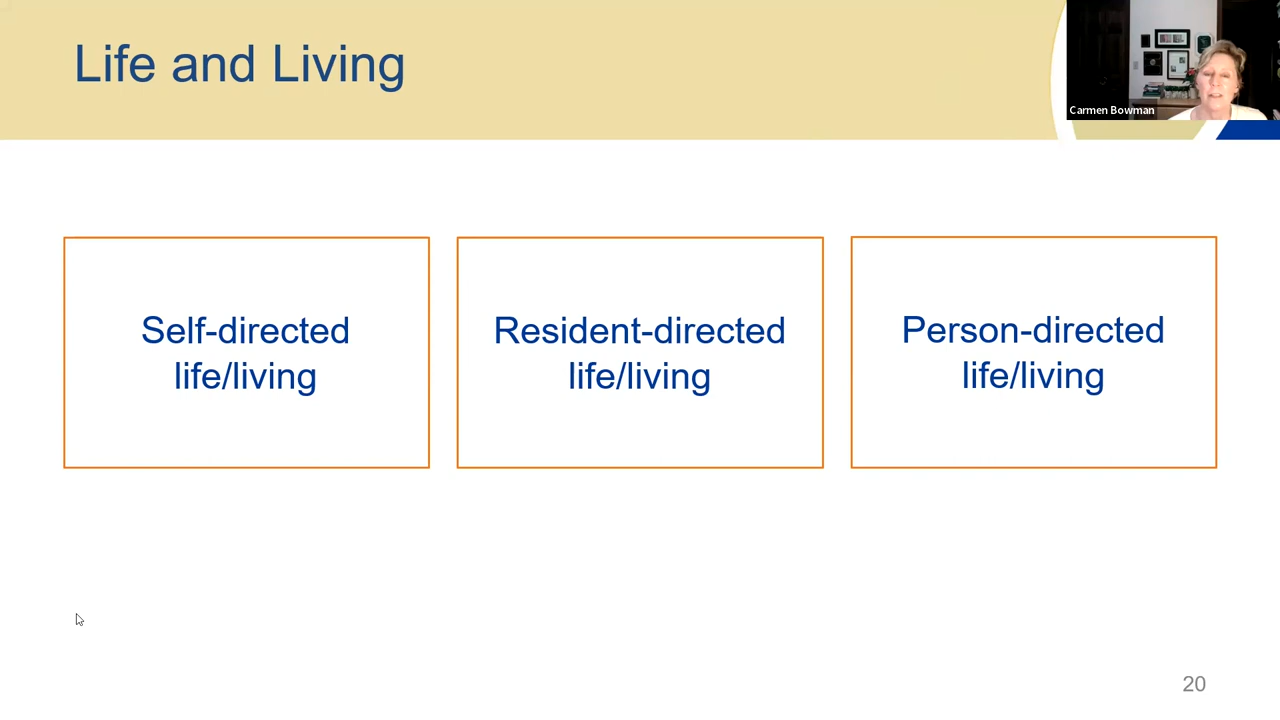 Life and Living
Carmen Bowman
Self-directed
life/living
Resident-directed
life/living
Person-directed
life/living
20